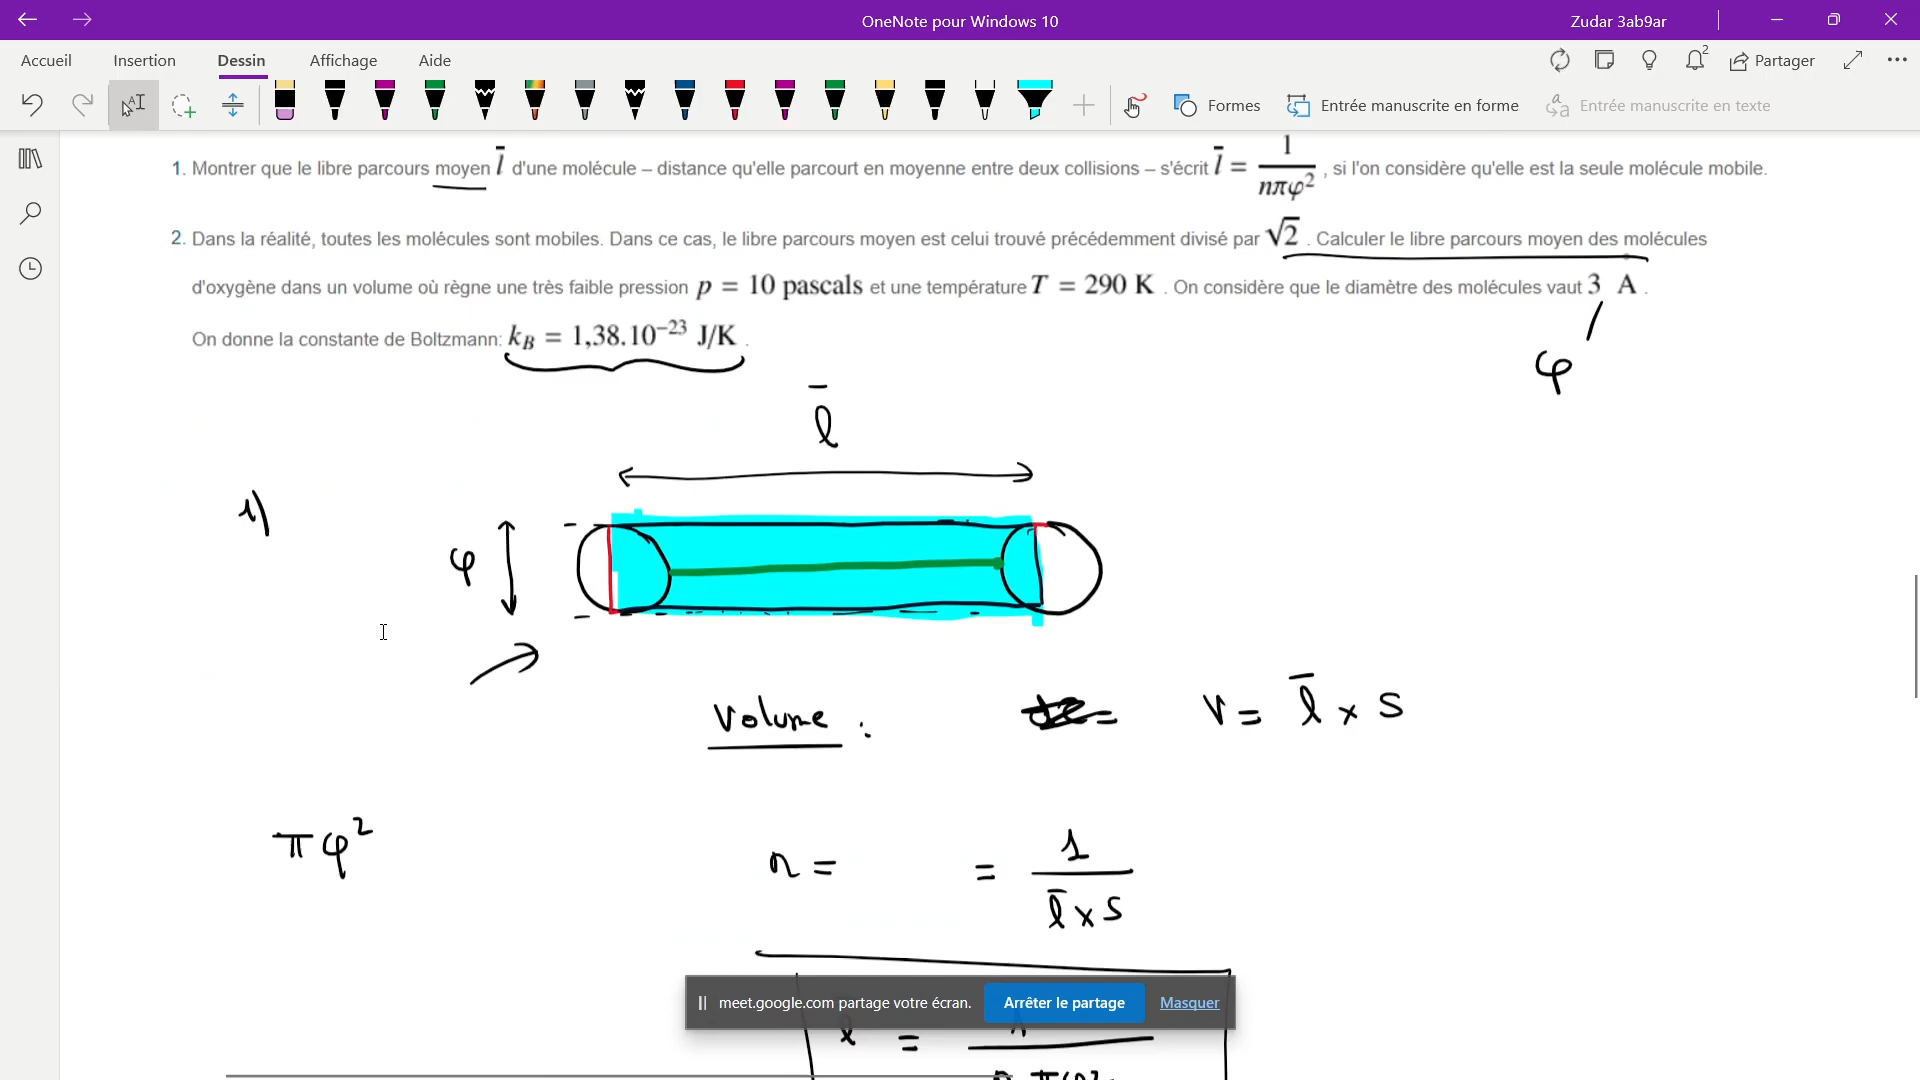 OneNote pour Windows 10
Zudar 3ab9ar
Accueil Insertion Dessin Affichage Aide
2 Partager
Formes Entrée manuscrite en forme Entrée manuscrite en texte
1. Montrer que le libre parcours moyen l̅ d'une molécule – distance qu'elle parcourt en moyenne entre deux collisions – s'écrit l̅ = 1/nπφ², si l'on considère qu'elle est la seule molécule mobile.
2. Dans la réalité, toutes les molécules sont mobiles. Dans ce cas, le libre parcours moyen est celui trouvé précédemment divisé par √2 . Calculer le libre parcours moyen des molécules
d'oxygène dans un volume où règne une très faible pression p = 10 pascals et une température T = 290 K . On considère que le diamètre des molécules vaut 3 A .
On donne la constante de Boltzmann: k_B = 1,38.10⁻²³ J/K .
φ
l̅
1)
φ
Volume : V = l̅ × S
πφ²
n = = 1/(l̅ × S)
meet.google.com partage votre écran. Arrêter le partage Masquer
l =